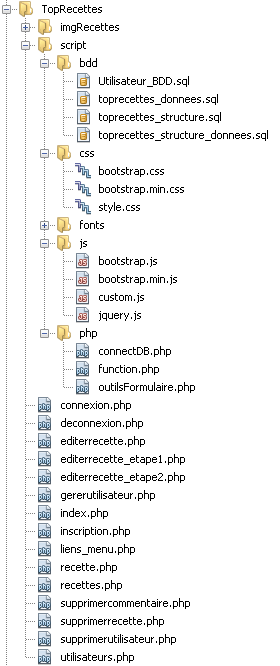 TopRecettes
imgRecettes
script
bdd
Utilisateur_BDD.sql
toprecettes_donnees.sql
toprecettes_structure.sql
toprecettes_structure_donnees.sql
css
bootstrap.css
bootstrap.min.css
style.css
fonts
js
bootstrap.js
bootstrap.min.js
custom.js
jquery.js
php
connectDB.php
function.php
outilsFormulaire.php
connexion.php
deconnexion.php
editerrecette.php
editerrecette_etape1.php
editerrecette_etape2.php
gererutilisateur.php
index.php
inscription.php
liens_menu.php
recette.php
recettes.php
supprimercommentaire.php
supprimerrecette.php
supprimerutilisateur.php
utilisateurs.php